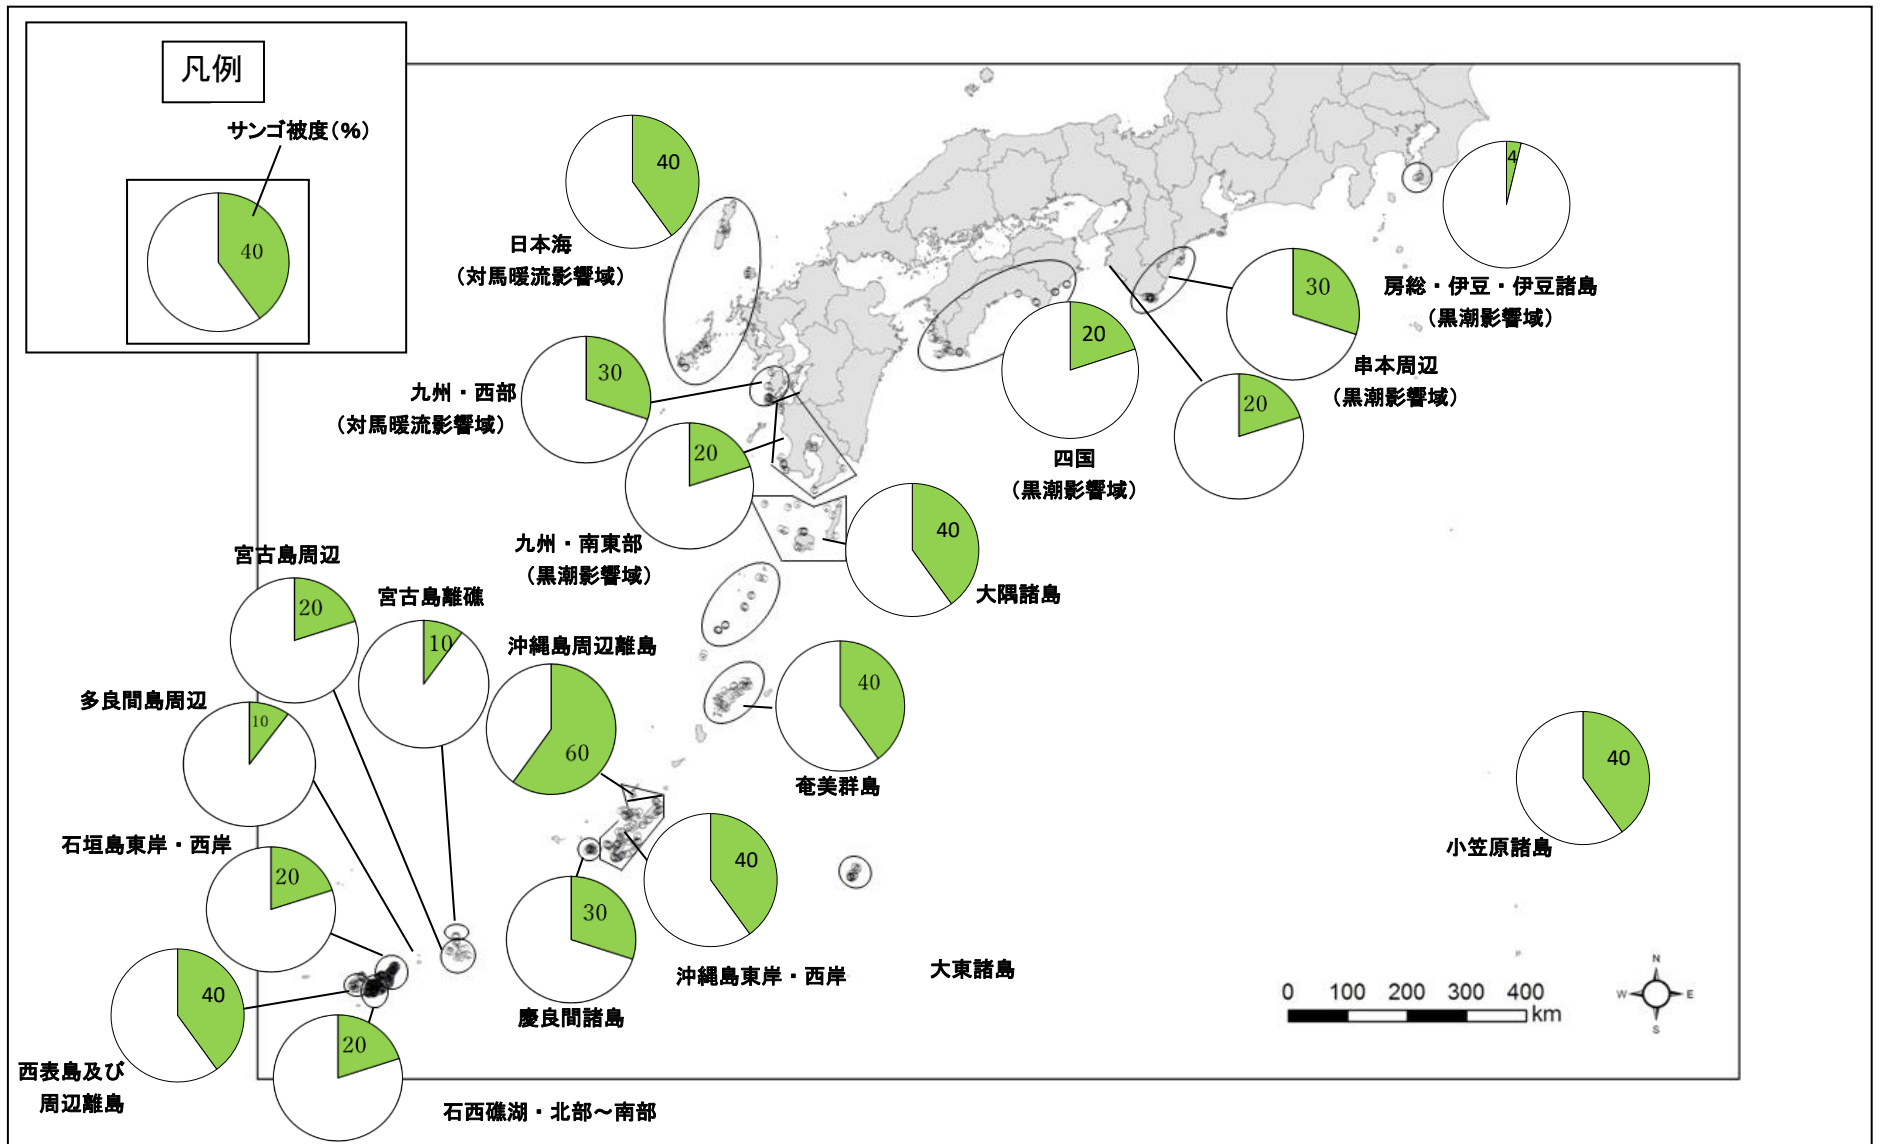 凡例
サンゴ被度(%)
40
40
日本海
(対馬暖流影響域)
4
房総・伊豆・伊豆諸島
(黒潮影響域)
30
串本周辺
(黒潮影響域)
20
20
四国
(黒潮影響域)
30
九州・西部
(対馬暖流影響域)
20
九州・南東部
(黒潮影響域)
40
大隅諸島
宮古島周辺
20
宮古島離礁
10
沖縄島周辺離島
60
40
奄美群島
多良間島周辺
10
40
小笠原諸島
石垣島東岸・西岸
20
40
沖縄島東岸・西岸
30
慶良間諸島
大東諸島
40
西表島及び
周辺離島
20
石西礁湖・北部～南部
0 100 200 300 400
km
N
W E
S